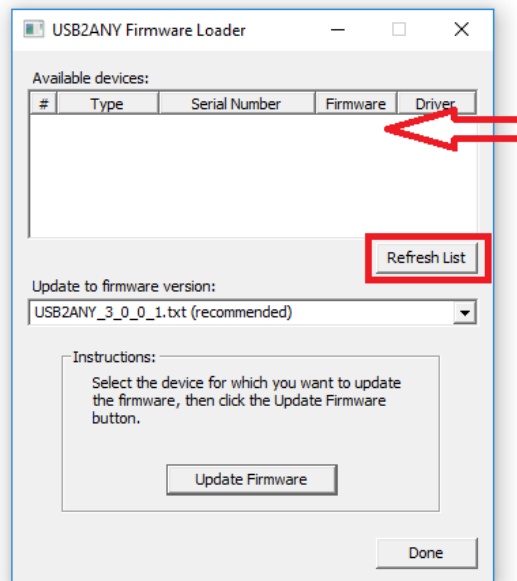 USB2ANY Firmware Loader
Available devices:
# Type Serial Number Firmware Driver
Refresh List
Update to firmware version:
USB2ANY_3_0_0_1.txt (recommended)
Instructions:
Select the device for which you want to update
the firmware, then click the Update Firmware
button.
Update Firmware
Done